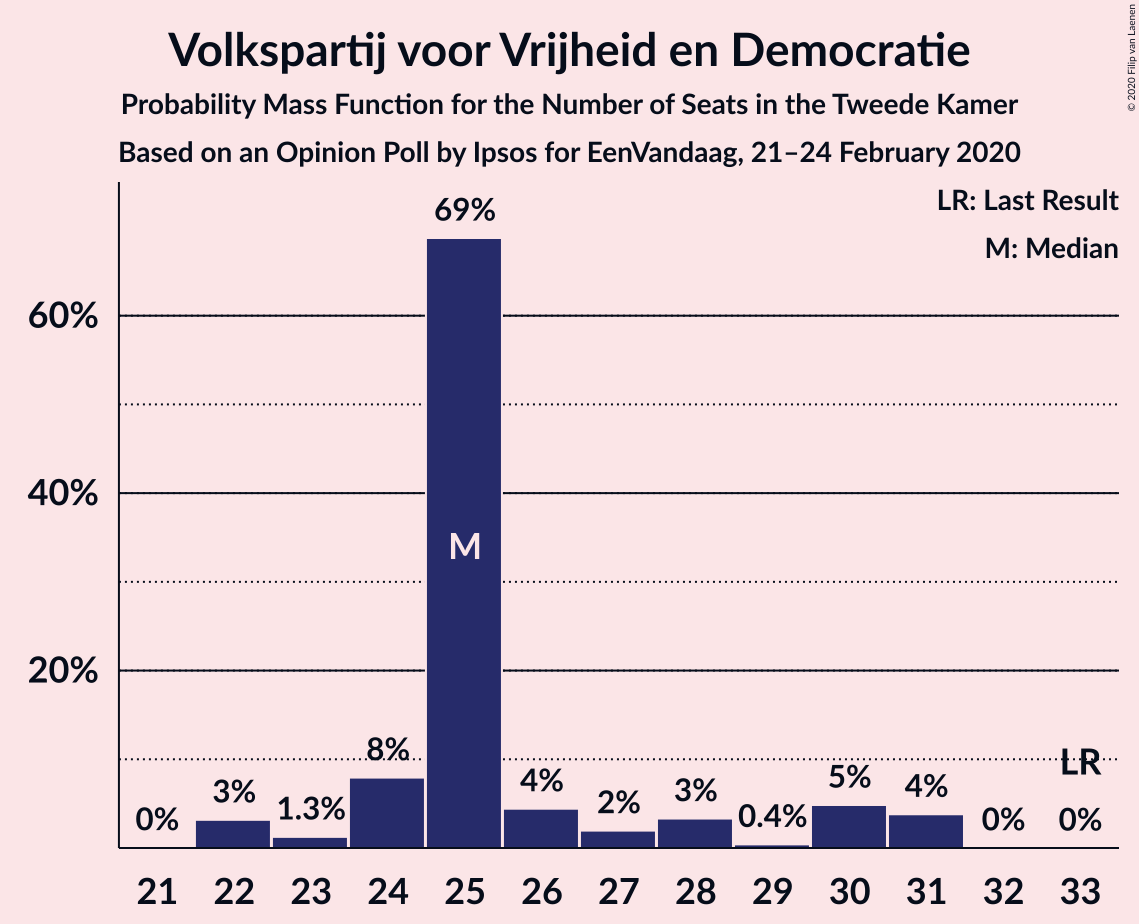 Volkspartij voor Vrijheid en Democratie
Probability Mass Function for the Number of Seats in the Tweede Kamer
Based on an Opinion Poll by Ipsos for EenVandaag, 21–24 February 2020
© 2020 Filip van Laenen
LR: Last Result
M: Median
60%
40%
20%
0%
3%
1.3%
8%
69%
M
4%
2%
3%
0.4%
5%
4%
0%
LR
0%
21 22 23 24 25 26 27 28 29 30 31 32 33